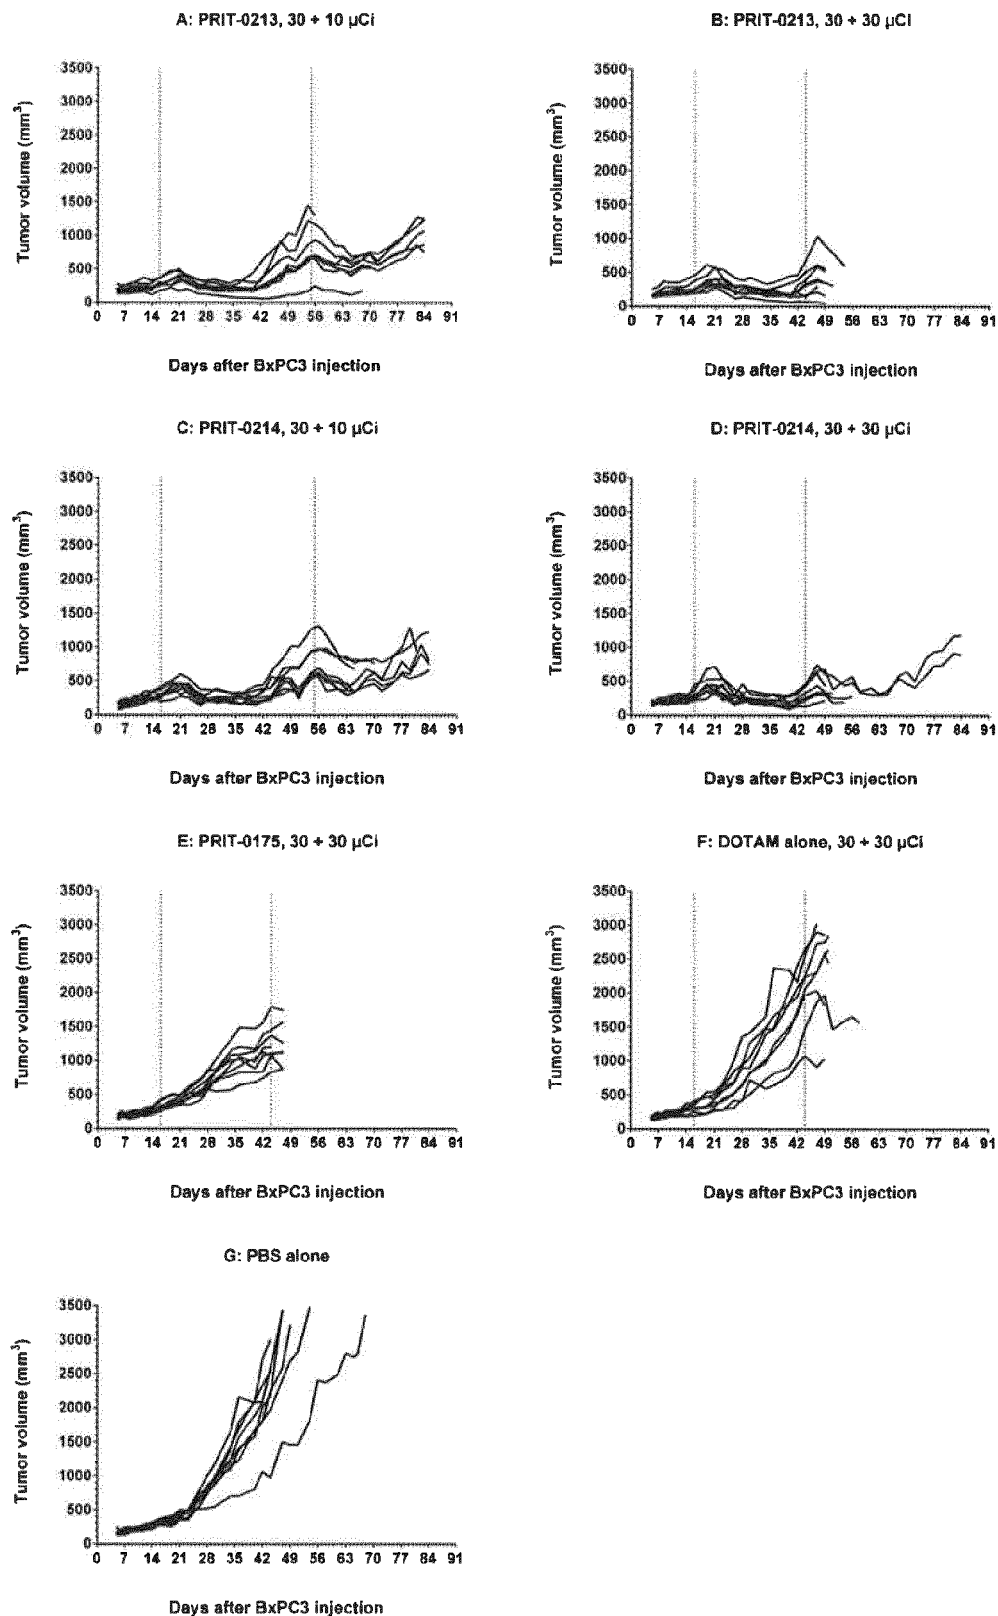 A: PRIT-0213, 30 + 10 µCi
B: PRIT-0213, 30 + 30 µCi
Tumor volume (mm³)
3500
3000
2500
2000
1500
1000
500
0
0 7 14 21 28 35 42 49 56 63 70 77 84 91
Days after BxPC3 injection
Tumor volume (mm³)
3500
3000
2500
2000
1500
1000
500
0
0 7 14 21 28 35 42 49 56 63 70 77 84 91
Days after BxPC3 injection
C: PRIT-0214, 30 + 10 µCi
D: PRIT-0214, 30 + 30 µCi
Tumor volume (mm³)
3500
3000
2500
2000
1500
1000
500
0
0 7 14 21 28 35 42 49 56 63 70 77 84 91
Days after BxPC3 injection
Tumor volume (mm³)
3500
3000
2500
2000
1500
1000
500
0
0 7 14 21 28 35 42 49 56 63 70 77 84 91
Days after BxPC3 injection
E: PRIT-0175, 30 + 30 µCi
F: DOTAM alone, 30 + 30 µCi
Tumor volume (mm³)
3500
3000
2500
2000
1500
1000
500
0
0 7 14 21 28 35 42 49 56 63 70 77 84 91
Days after BxPC3 injection
Tumor volume (mm³)
3500
3000
2500
2000
1500
1000
500
0
0 7 14 21 28 35 42 49 56 63 70 77 84 91
Days after BxPC3 injection
G: PBS alone
Tumor volume (mm³)
3500
3000
2500
2000
1500
1000
500
0
0 7 14 21 28 35 42 49 56 63 70 77 84 91
Days after BxPC3 injection